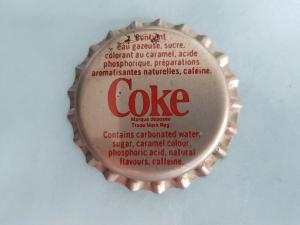 Contient
eau gazeuse, sucre,
colorant au caramel, acide
phosphorique, préparations
aromatisantes naturelles, caféine.
Coke
Marque déposée
Trade Mark Reg.
Contains carbonated water,
sugar, caramel colour,
phosphoric acid, natural
flavours, caffeine.